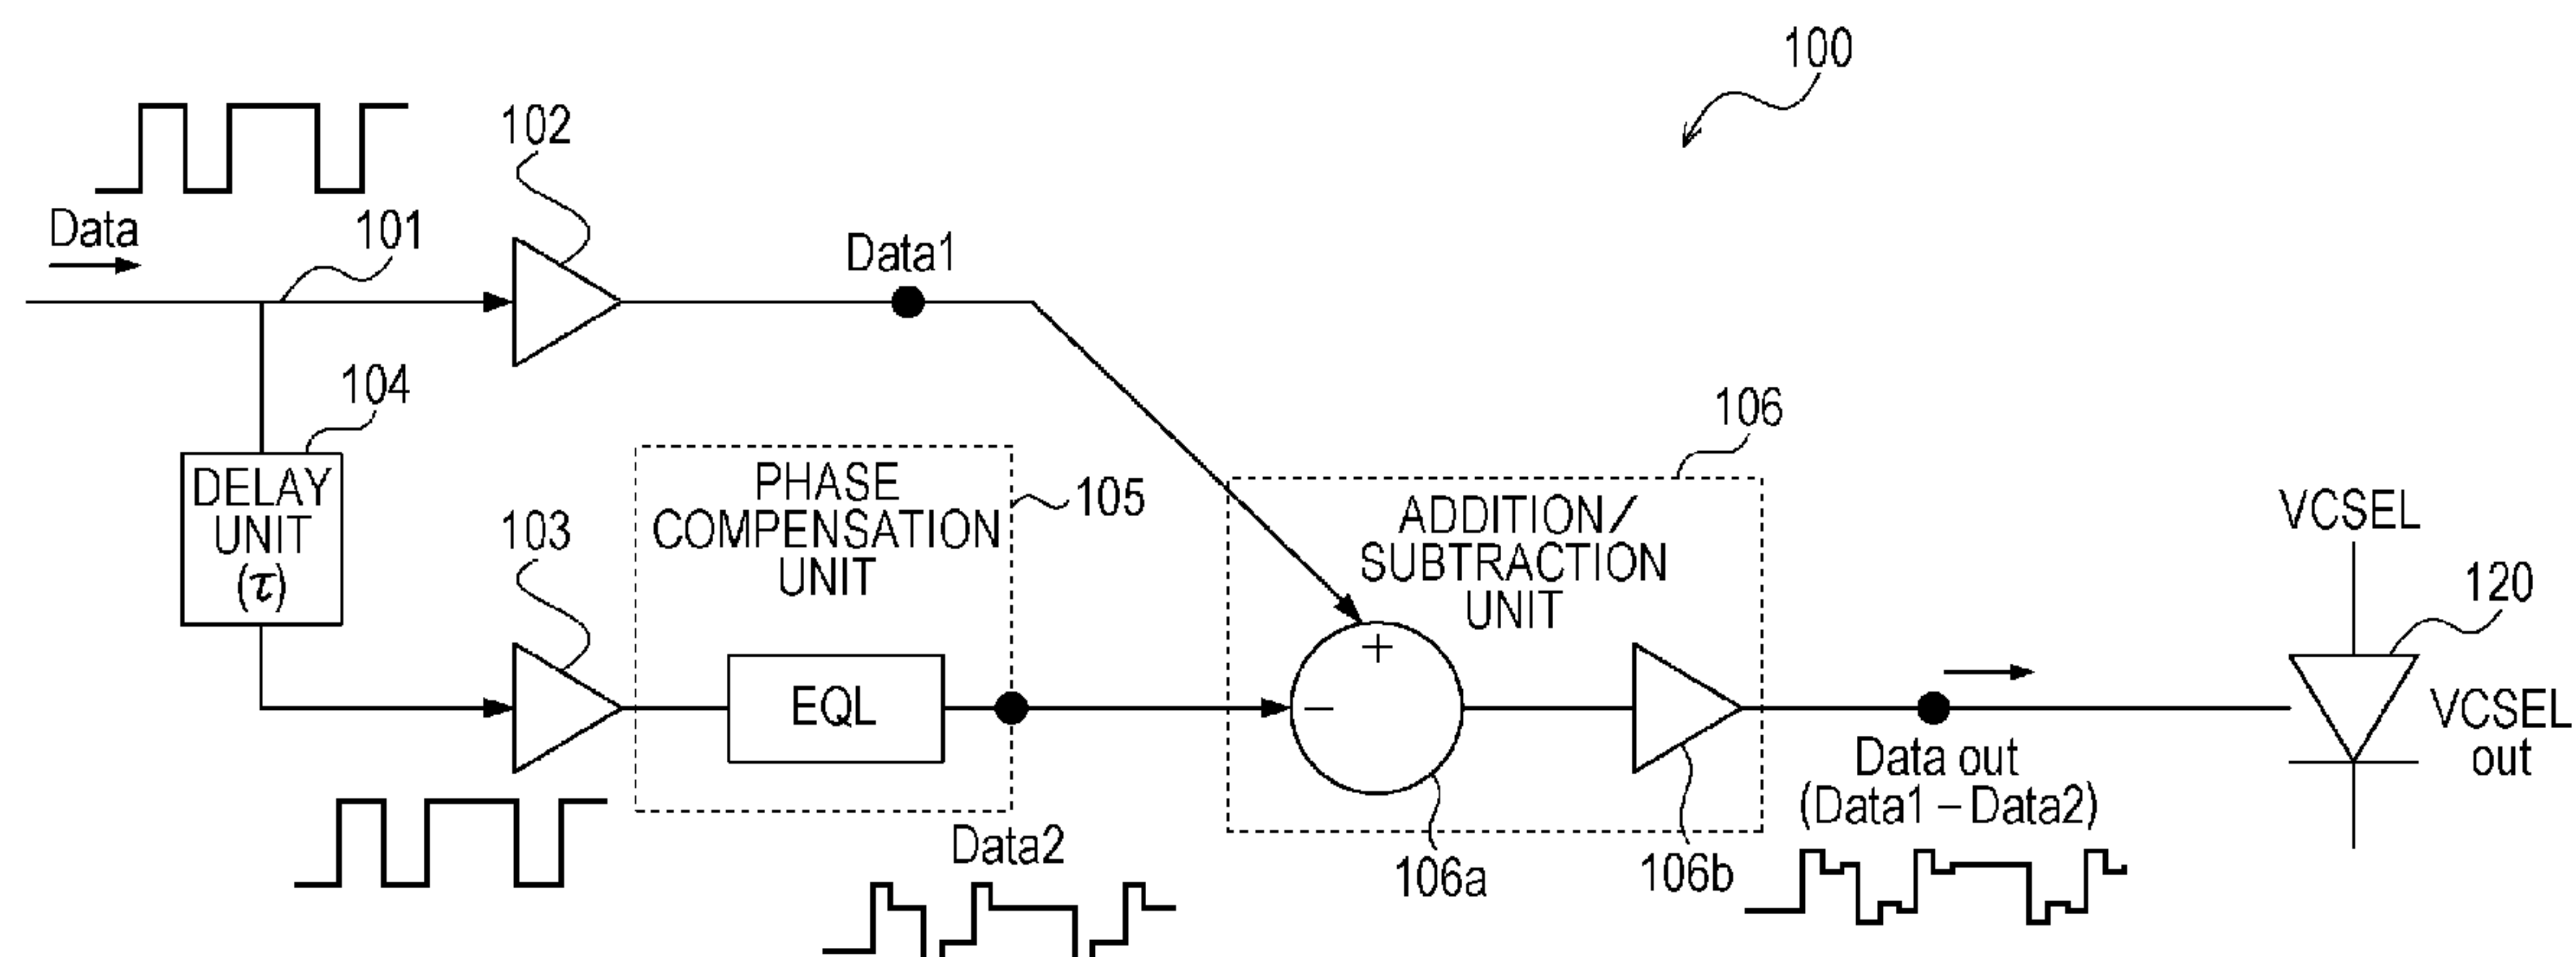 100
102
Data
101
Data1
104
106
DELAY
UNIT
(τ)
PHASE
COMPENSATION
UNIT
105
103
ADDITION/
SUBTRACTION
UNIT
VCSEL
120
+
EQL
−
VCSEL
out
Data out
(Data1 − Data2)
Data2
106a
106b